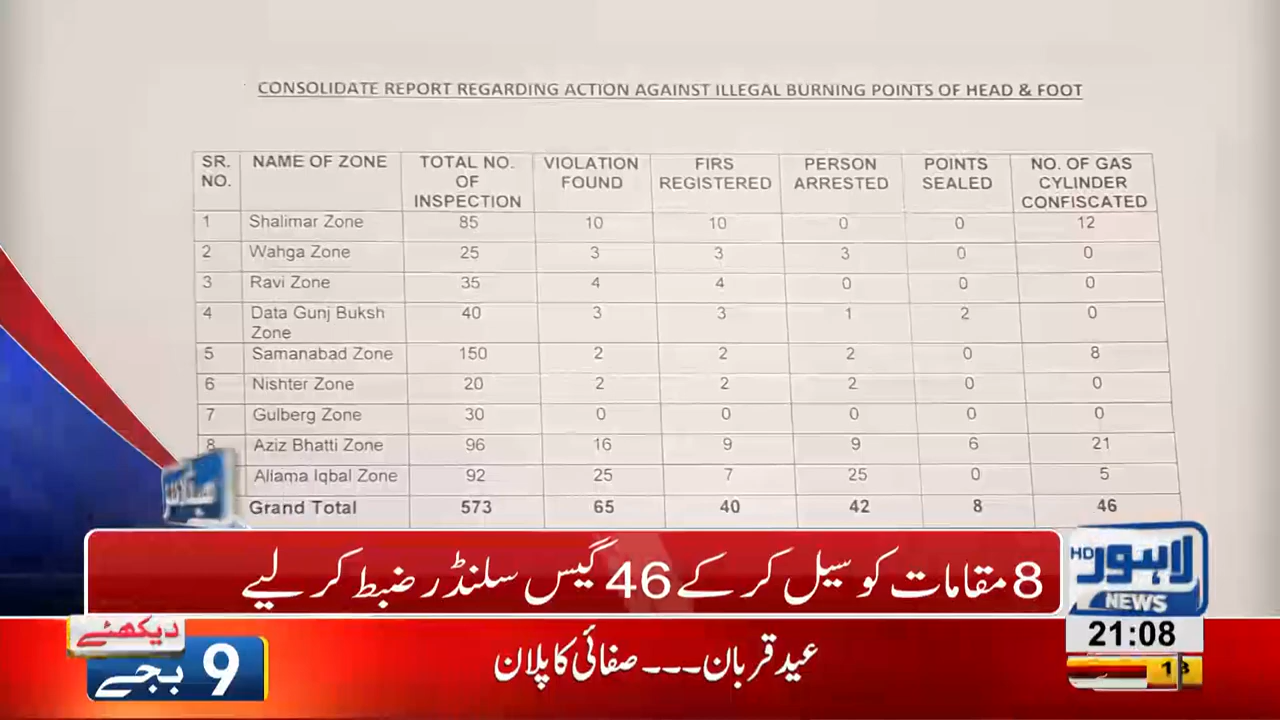 CONSOLIDATE REPORT REGARDING ACTION AGAINST ILLEGAL BURNING POINTS OF HEAD & FOOT
SR. NO. NAME OF ZONE TOTAL NO. OF INSPECTION VIOLATION FOUND FIRS REGISTERED PERSON ARRESTED POINTS SEALED NO. OF GAS CYLINDER CONFISCATED
1 Shalimar Zone 85 10 10 0 0 12
2 Wahga Zone 25 3 3 3 0 0
3 Ravi Zone 35 4 4 0 0 0
4 Data Gunj Buksh Zone 40 3 3 1 2 0
5 Samanabad Zone 150 2 2 2 0 8
6 Nishter Zone 20 2 2 2 0 0
7 Gulberg Zone 30 0 0 0 0 0
8 Aziz Bhatti Zone 96 16 9 9 6 21
Allama Iqbal Zone 92 25 7 25 0 5
Grand Total 573 65 40 42 8 46
8 مقامات کو سیل کر کے 46 گیس سلنڈر ضبط کر لیے
HD لاہور
NEWS
21:08
دیکھئے
9 بجے
عید قربان۔۔۔ صفائی کا پلان